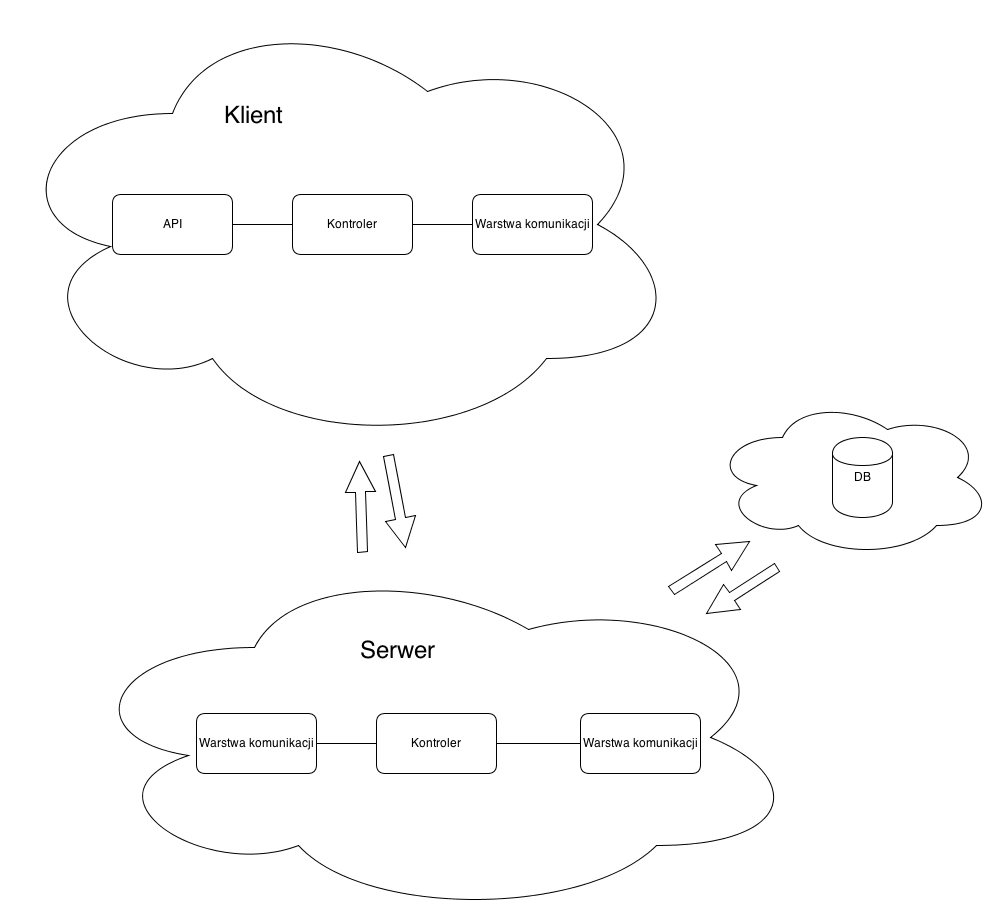 Klient
API
Kontroler
Warstwa komunikacji
DB
Serwer
Warstwa komunikacji
Kontroler
Warstwa komunikacji